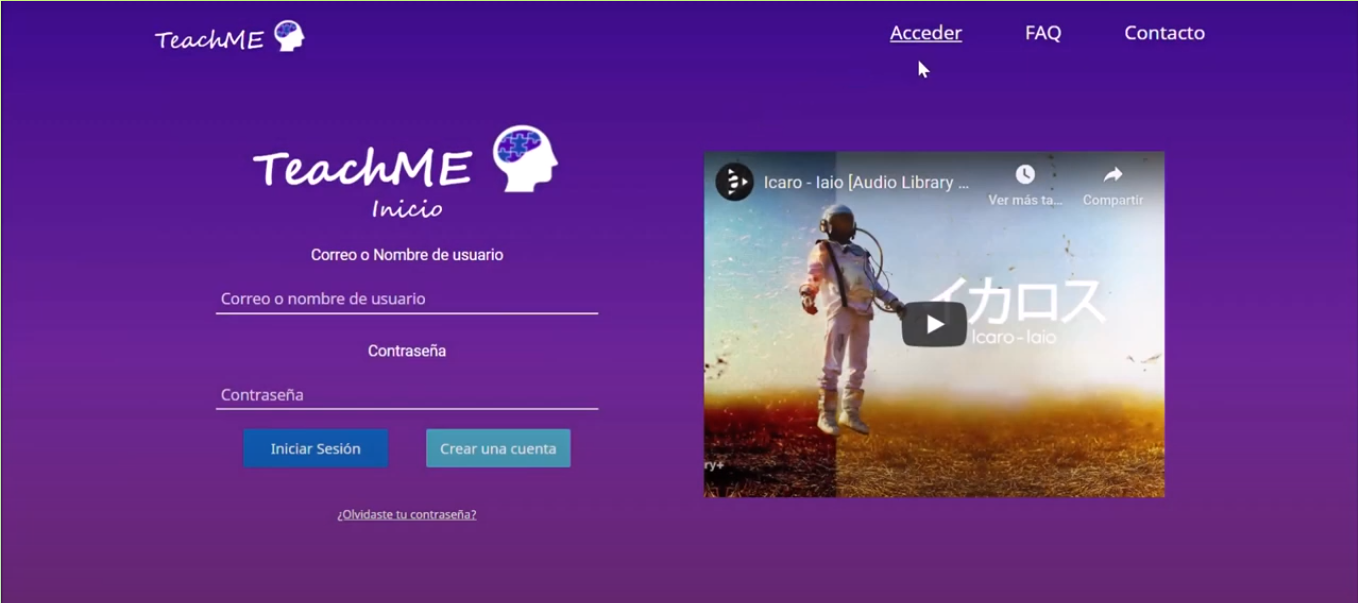 TeachME
Acceder FAQ Contacto
TeachME
Inicio
Correo o Nombre de usuario
Correo o nombre de usuario
Contraseña
Contraseña
Iniciar Sesión Crear una cuenta
¿Olvidaste tu contraseña?
Icaro - Iaio [Audio Library ...
Ver más ta... Compartir
イカロス
Icaro - Iaio
ry+